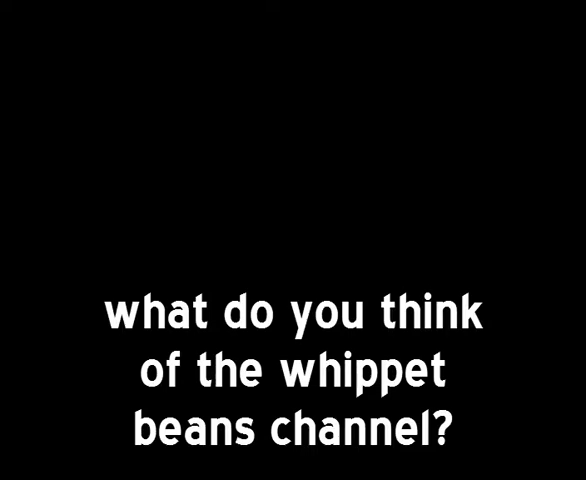 what do you think
of the whippet
beans channel?